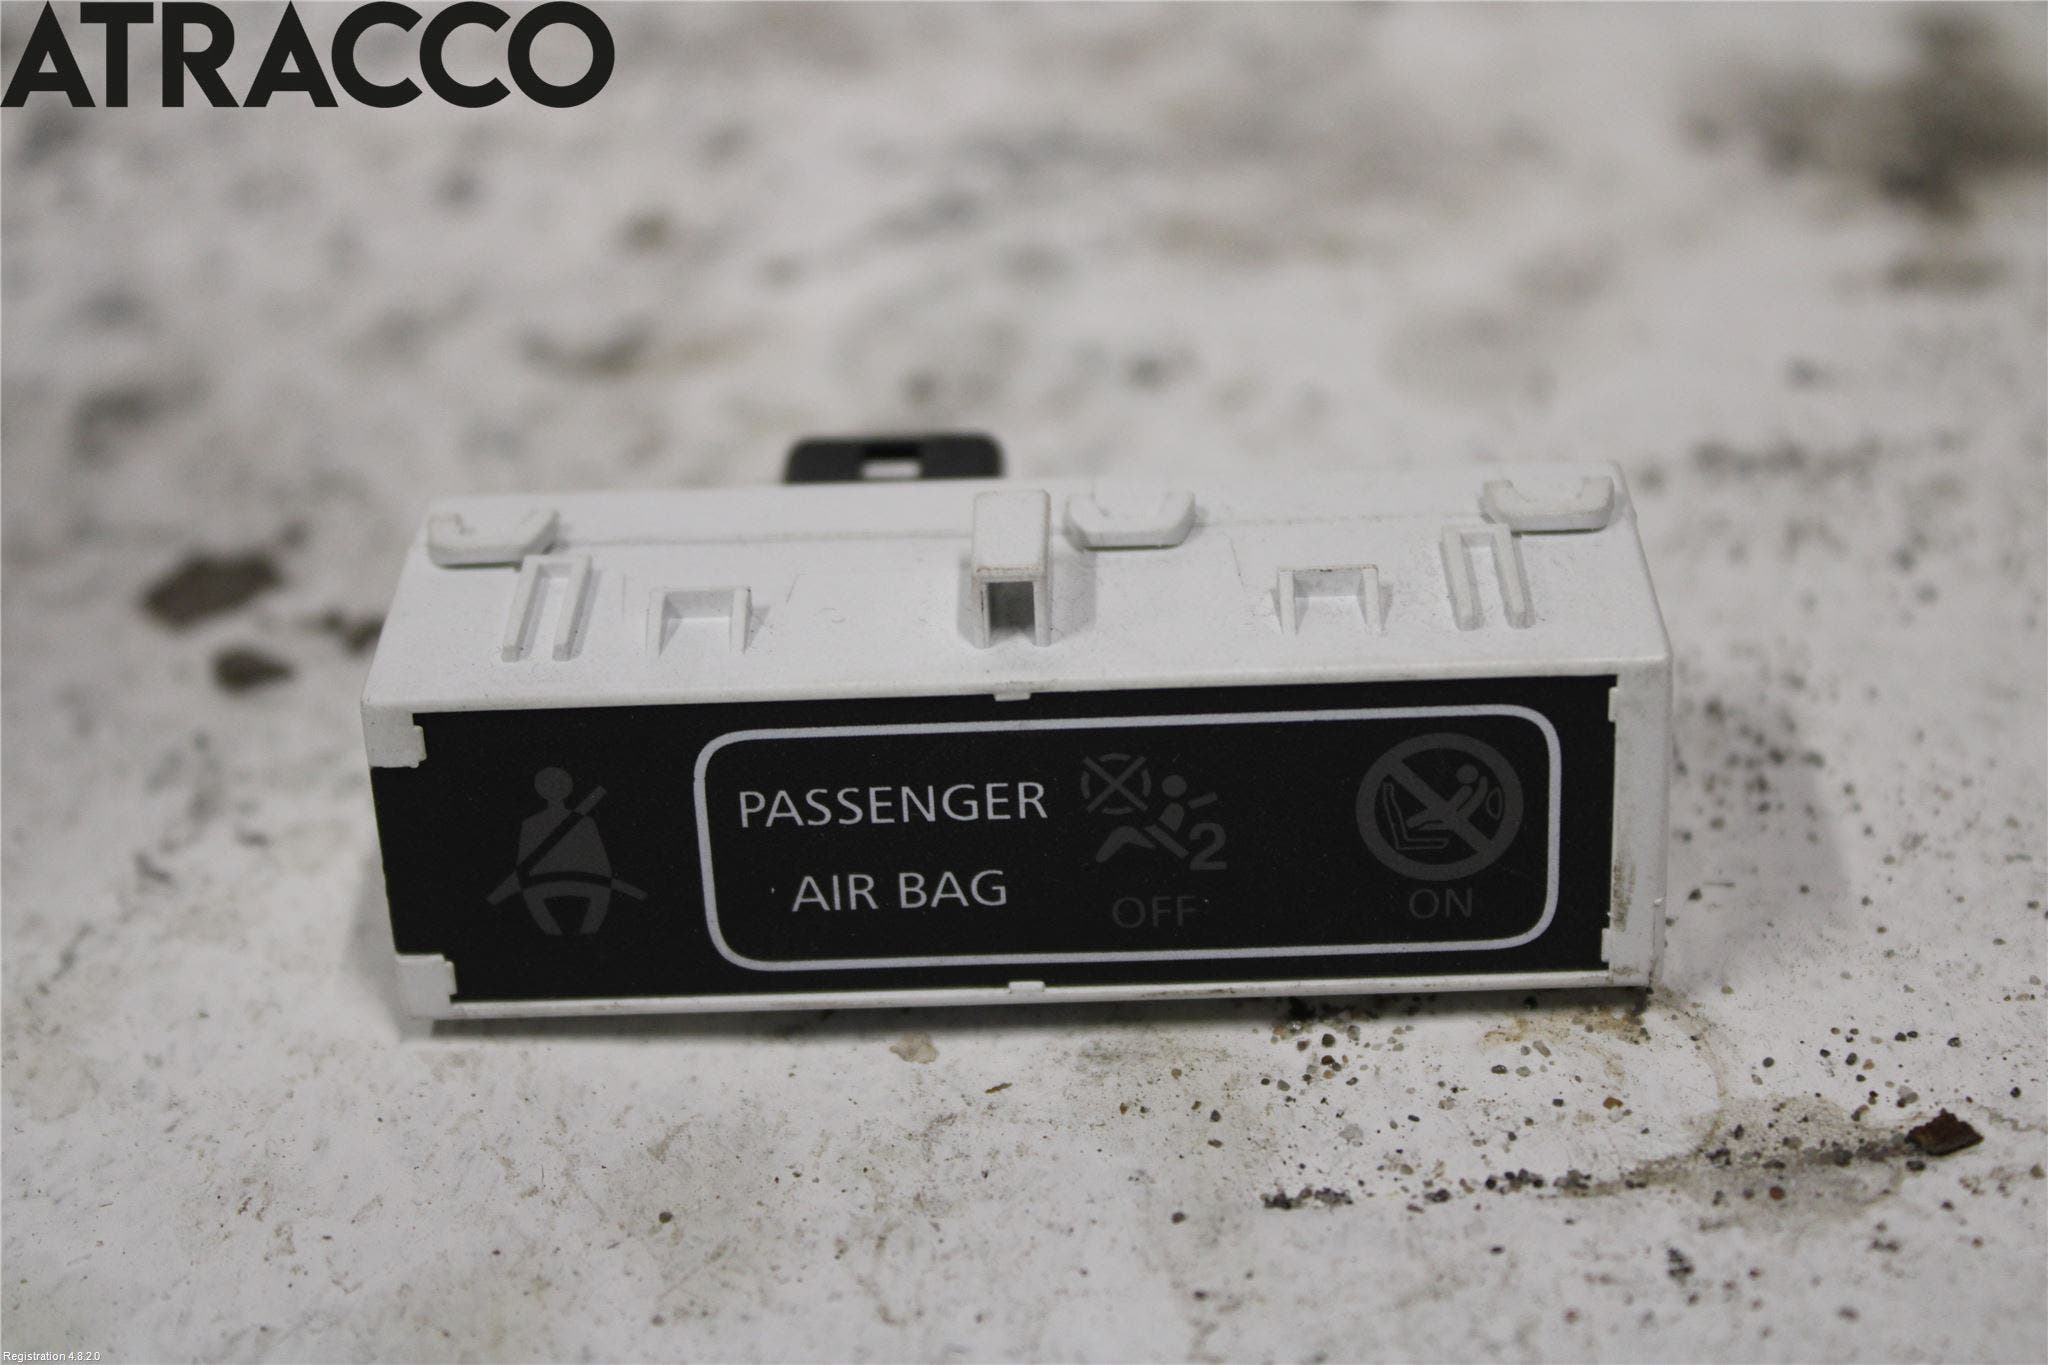 ATRACCO
PASSENGER
AIR BAG
2
OFF
ON
Registration 4.8.2.0